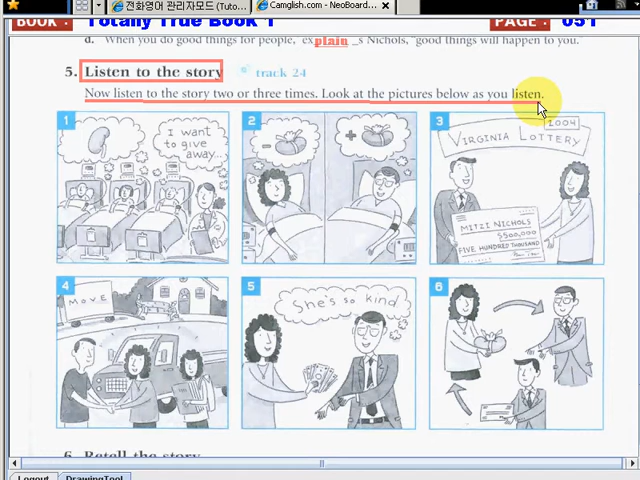 전화영어 관리자모드 (Tuto...
Camglish.com - NeoBoard...
BOOK : Totally True Book 1 PAGE : 051
d. When you do good things for people, explain _s Nichols, "good things will happen to you.
5. Listen to the story track 24
Now listen to the story two or three times. Look at the pictures below as you listen.
1
I want to give away...
2
- +
3
1004
VIRGINIA LOTTERY
MITZI NICHOLS
$500,000
FIVE HUNDRED THOUSAND
4
MOVE
5
She's so kind
6
6. Retell the story
Logout DrawingTool